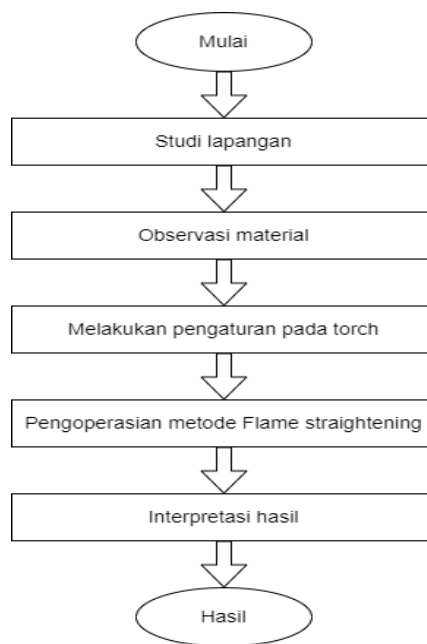 Mulai
Studi lapangan
Observasi material
Melakukan pengaturan pada torch
Pengoperasian metode Flame straightening
Interpretasi hasil
Hasil